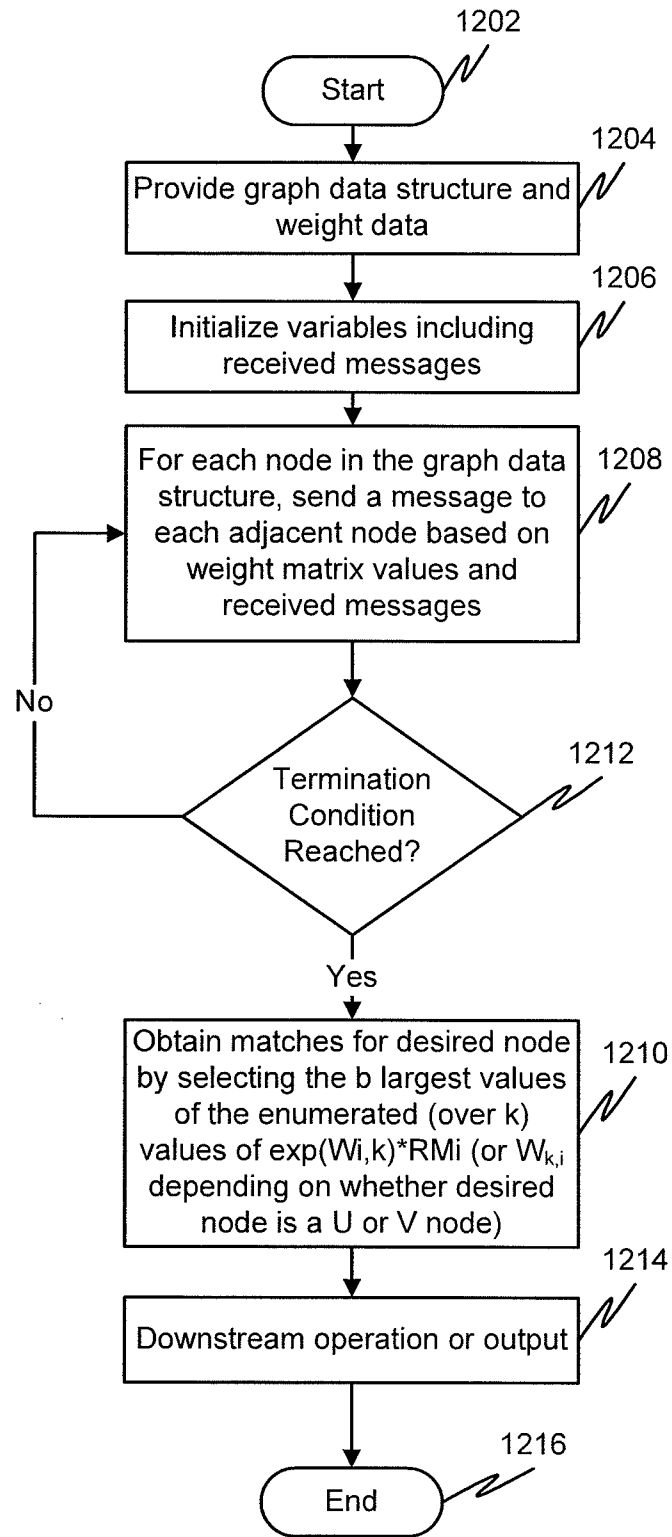 1202
Start
1204
Provide graph data structure and
weight data
1206
Initialize variables including
received messages
1208
For each node in the graph data
structure, send a message to
each adjacent node based on
weight matrix values and
received messages
No
1212
Termination
Condition
Reached?
Yes
1210
Obtain matches for desired node
by selecting the b largest values
of the enumerated (over k)
values of exp(Wi,k)*RMi (or Wk,i
depending on whether desired
node is a U or V node)
1214
Downstream operation or output
1216
End